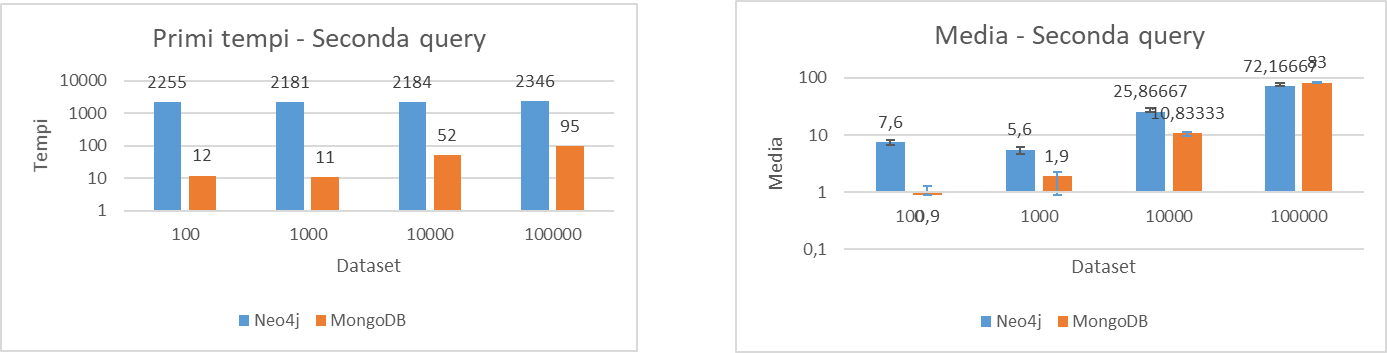 Primi tempi - Seconda query
2255 2181 2184 2346
10000
1000
100
10
1
12 11 52 95
Tempi
100 1000 10000 100000
Dataset
Neo4j MongoDB
Media - Seconda query
72,16667 83
100
25,86667
10,83333
7,6
5,6
1,9
10
1
0,1
Media
100 0,9 1000 10000 100000
Dataset
Neo4j MongoDB